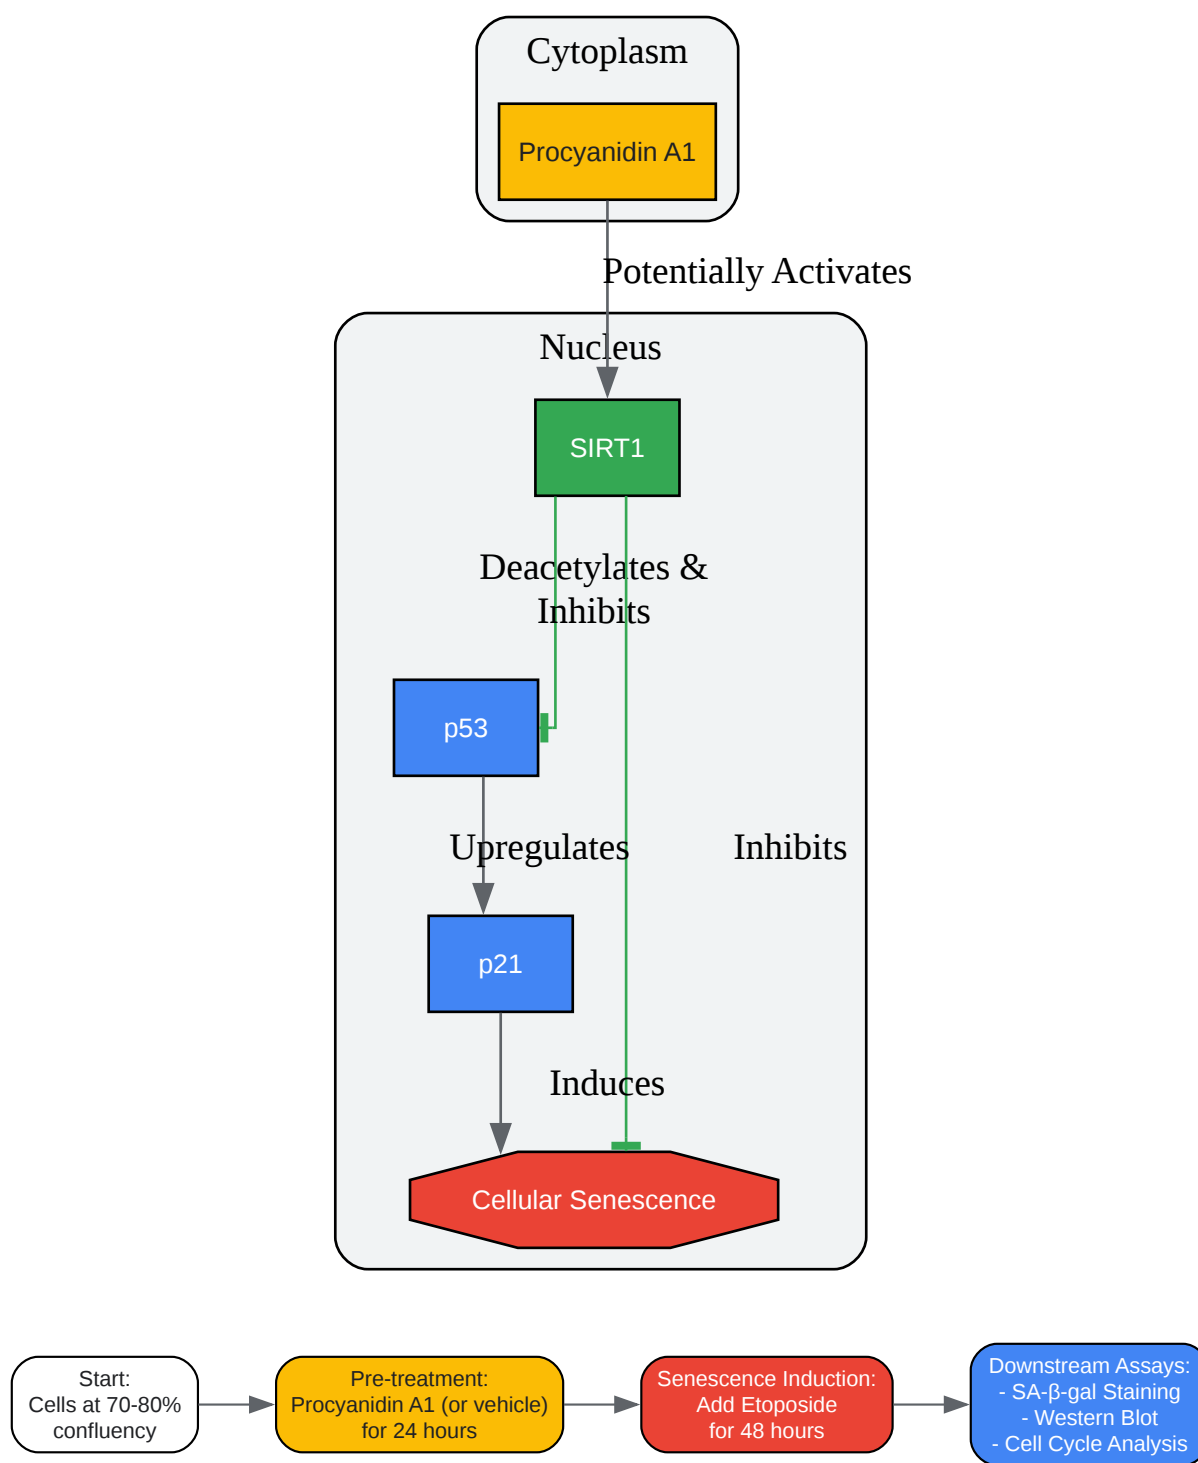 Cytoplasm
Procyanidin A1
Potentially Activates
Nucleus
SIRT1
Deacetylates &
Inhibits
p53
Upregulates
Inhibits
p21
Induces
Cellular Senescence
Start:
Cells at 70-80%
confluency
Pre-treatment:
Procyanidin A1 (or vehicle)
for 24 hours
Senescence Induction:
Add Etoposide
for 48 hours
Downstream Assays:
- SA-β-gal Staining
- Western Blot
- Cell Cycle Analysis